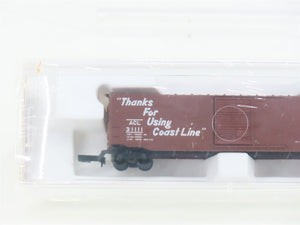 "Thanks
For
Using
Coast Line"
ACL
31111